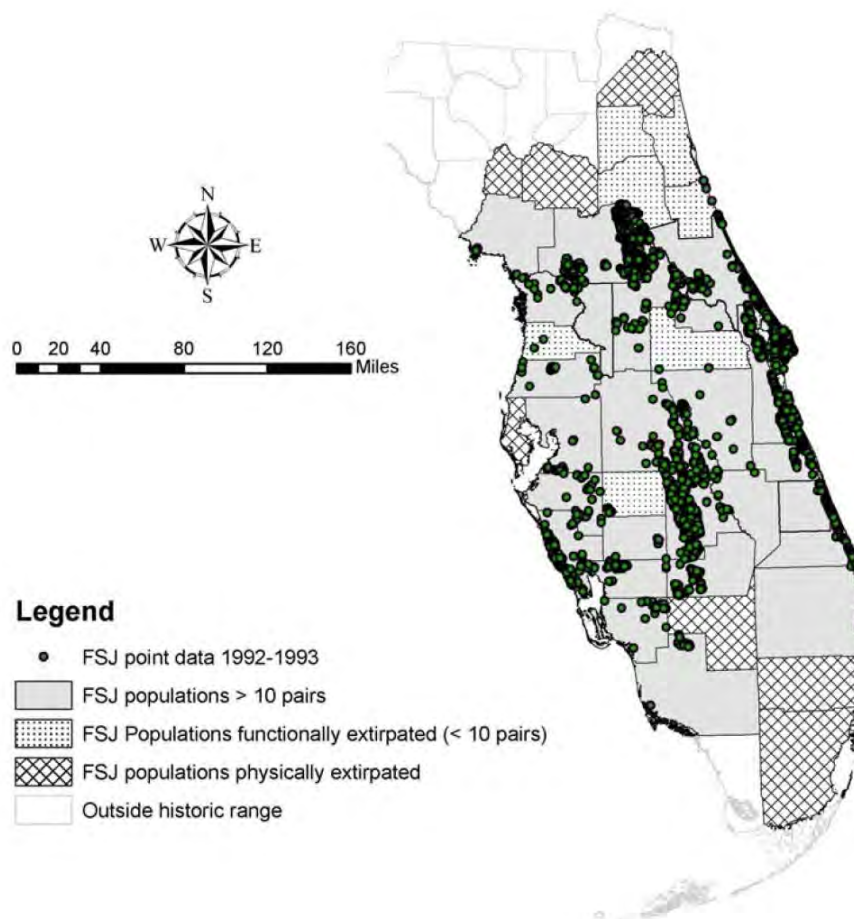 N
W E
S
0 20 40 80 120 160
Miles
Legend
FSJ point data 1992-1993
FSJ populations > 10 pairs
FSJ Populations functionally extirpated (< 10 pairs)
FSJ populations physically extirpated
Outside historic range